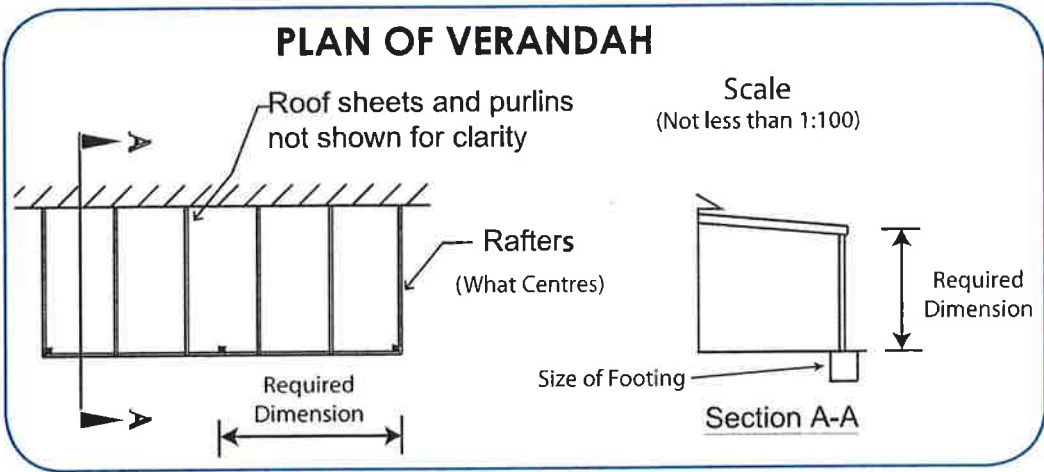 PLAN OF VERANDAH
Roof sheets and purlins
not shown for clarity
Scale
(Not less than 1:100)
A
Rafters
(What Centres)
Required
Dimension
A
Required
Dimension
Size of Footing
Section A-A